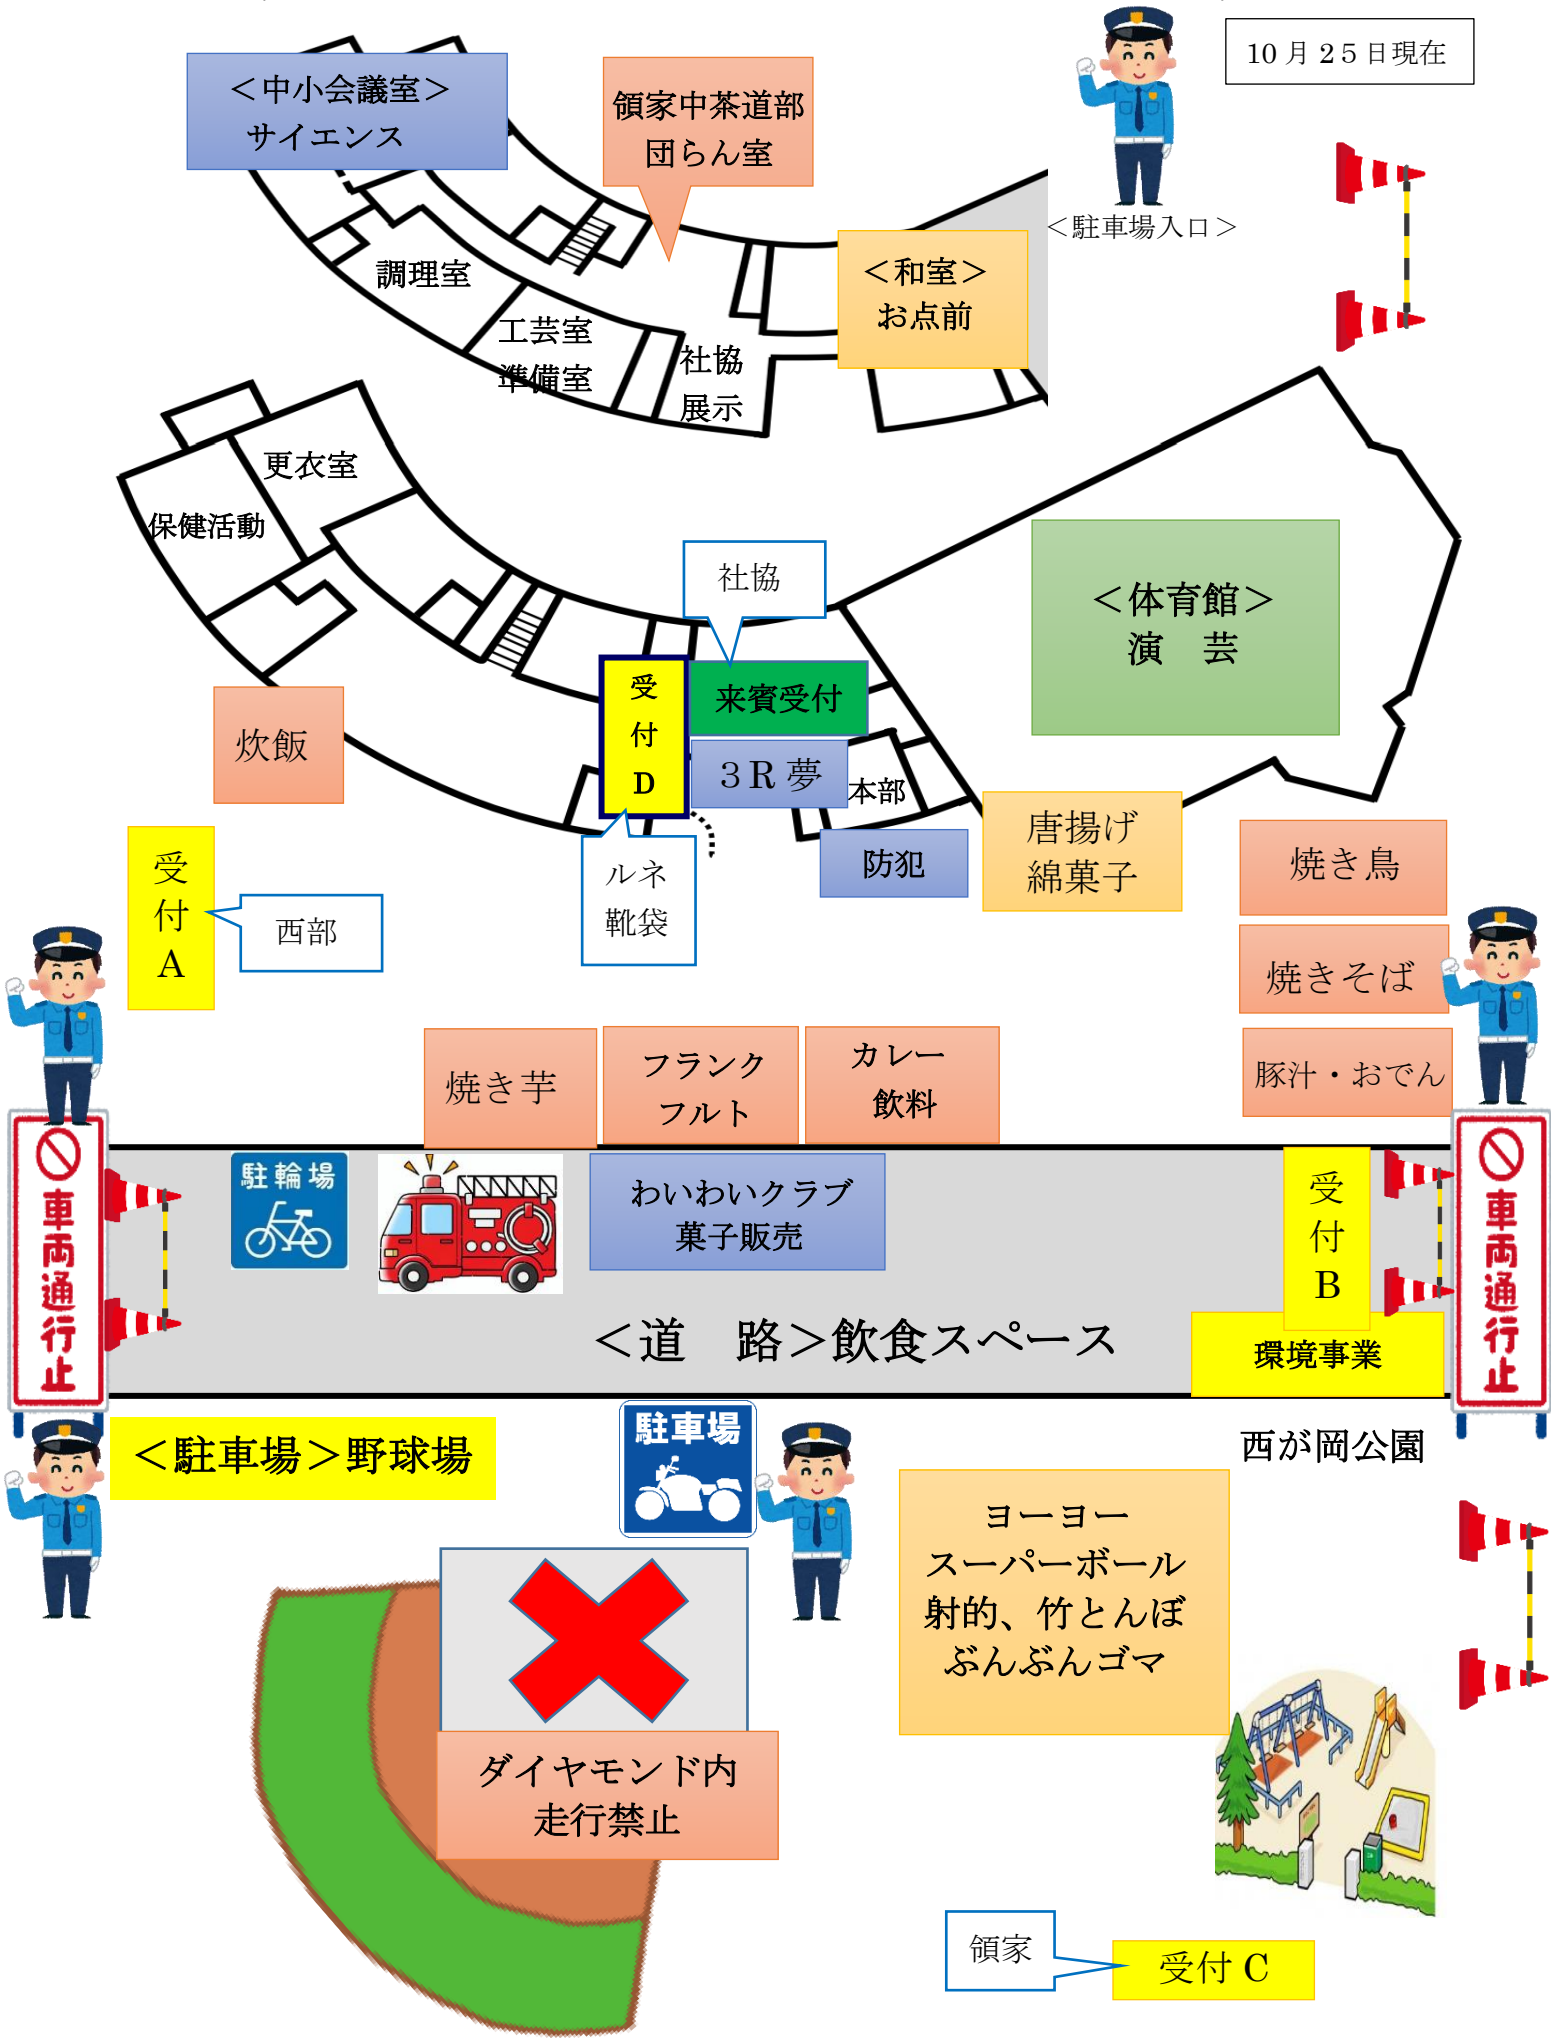 10月25日現在
＜中小会議室＞
サイエンス
領家中茶道部
団らん室
＜駐車場入口＞
＜和室＞
お点前
調理室
工芸室
準備室
社協
展示
更衣室
保健活動
社協
＜体育館＞
演　芸
受
付
D
来賓受付
３R夢
本部
炊飯
防犯
唐揚げ
綿菓子
焼き鳥
ルネ
靴袋
受
付
A
西部
焼きそば
焼き芋
フランク
フルト
カレー
飲料
豚汁・おでん
車両通行止
駐輪場
わいわいクラブ
菓子販売
受
付
B
車両通行止
＜道　路＞飲食スペース
環境事業
＜駐車場＞野球場
駐車場
西が岡公園
ヨーヨー
スーパーボール
射的、竹とんぼ
ぶんぶんゴマ
ダイヤモンド内
走行禁止
領家
受付 C